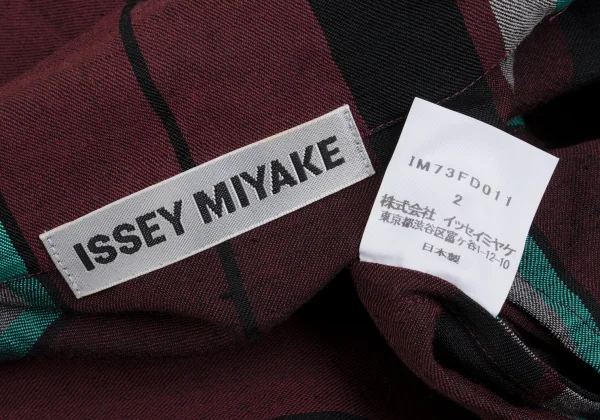 ISSEY MIYAKE
IM73FD011
2
株式会社 イッセイミヤケ
東京都渋谷区富ヶ谷1-12-10
日本製